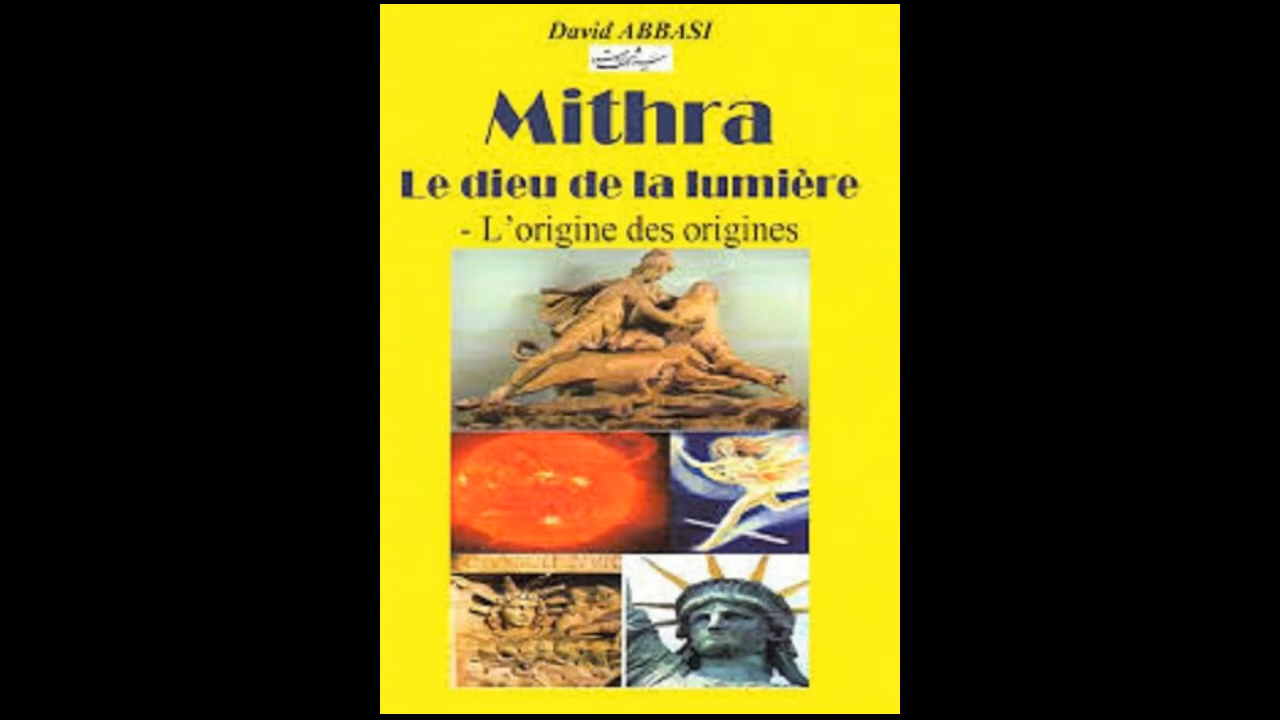 David ABBASI
Mithra
Le dieu de la lumière
- L'origine des origines